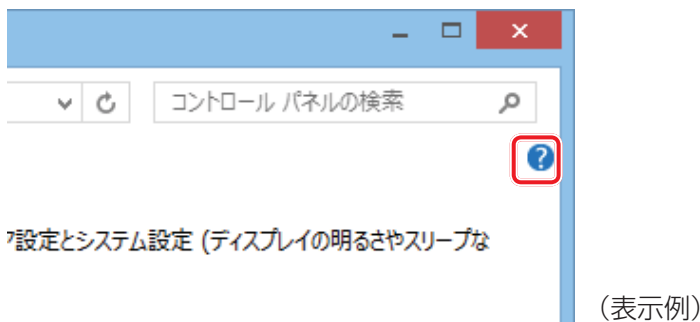 コントロール パネルの検索
?
設定とシステム設定 (ディスプレイの明るさやスリープな
（表示例）